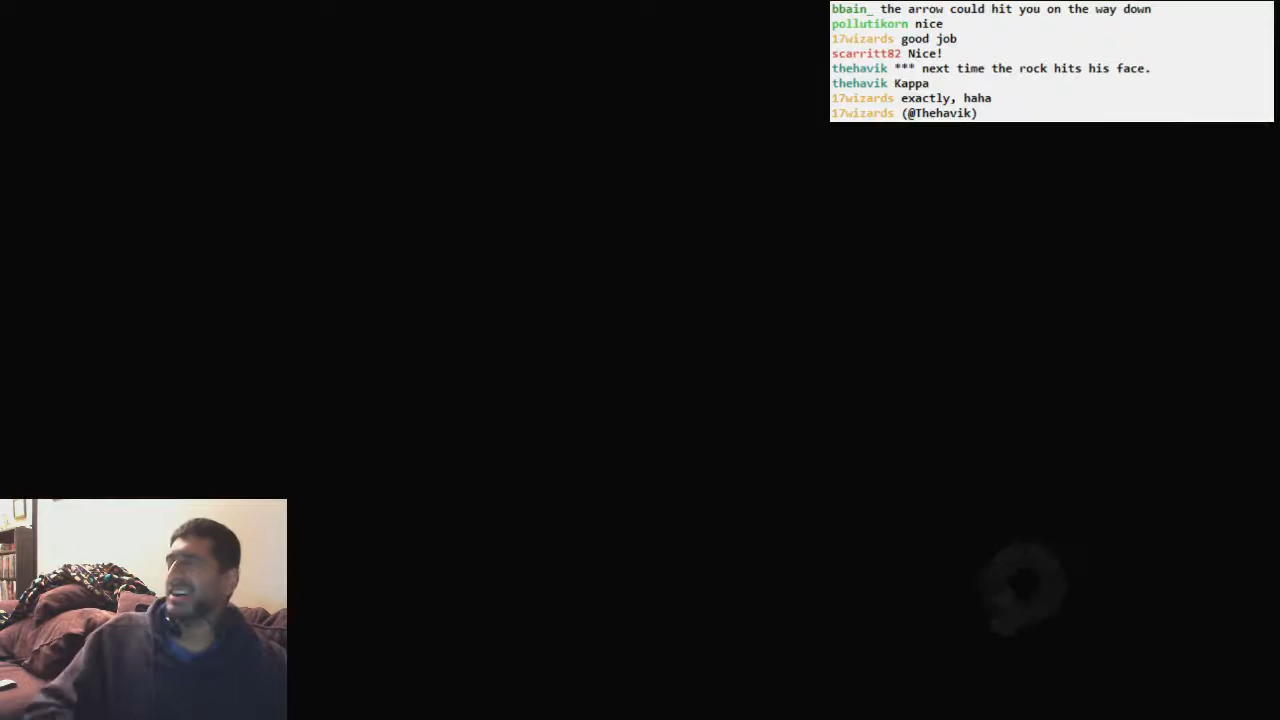 bbain_ the arrow could hit you on the way down
pollutikorn nice
17wizards good job
scarritt82 Nice!
thehavik *** next time the rock hits his face.
thehavik Kappa
17wizards exactly, haha
17wizards (@Thehavik)